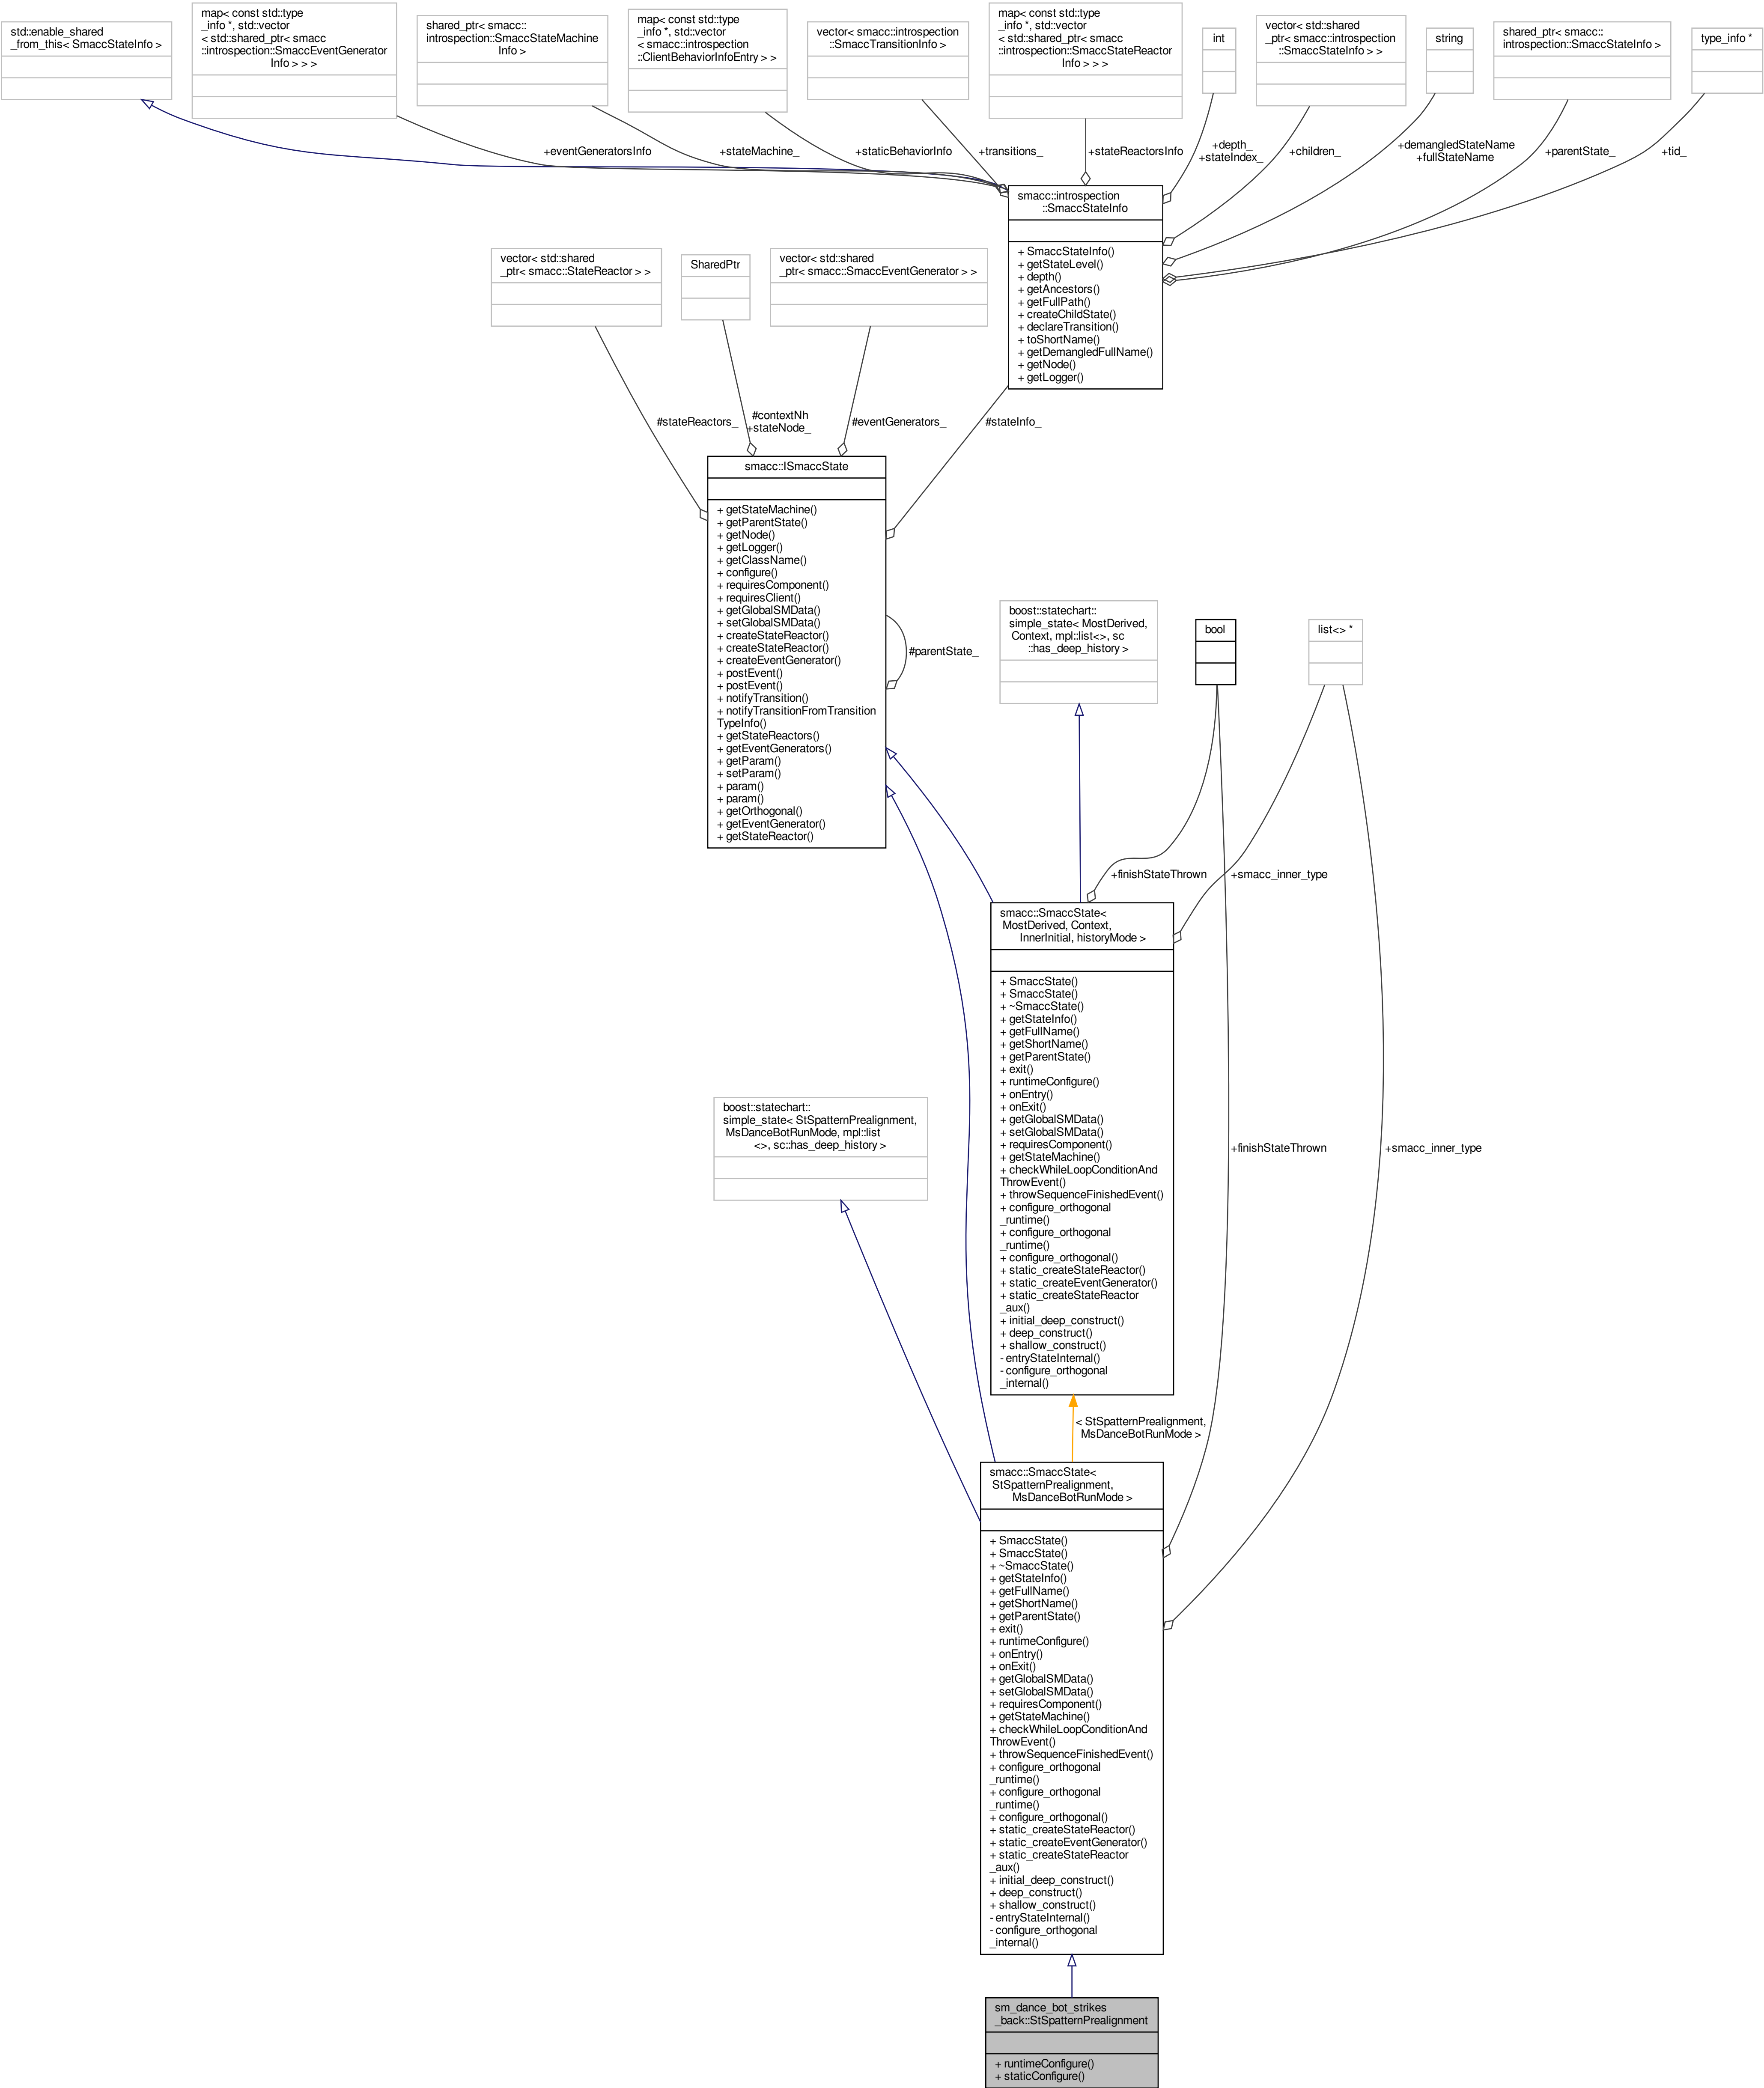 std::enable_shared
_from_this< SmaccStateInfo >
map< const std::type
_info *, std::vector
< std::shared_ptr< smacc
::introspection::SmaccEventGenerator
Info > > >
shared_ptr< smacc::
introspection::SmaccStateMachine
Info >
map< const std::type
_info *, std::vector
< smacc::introspection
::ClientBehaviorInfoEntry > >
vector< smacc::introspection
::SmaccTransitionInfo >
map< const std::type
_info *, std::vector
< std::shared_ptr< smacc
::introspection::SmaccStateReactor
Info > > >
int
vector< std::shared
_ptr< smacc::introspection
::SmaccStateInfo > >
string
shared_ptr< smacc::
introspection::SmaccStateInfo >
type_info *
+eventGeneratorsInfo
+stateMachine_
+staticBehaviorInfo
+transitions_
+stateReactorsInfo
+depth_
+stateIndex_
+children_
+demangledStateName
+fullStateName
+parentState_
+tid_
smacc::introspection
::SmaccStateInfo
+ SmaccStateInfo()
+ getStateLevel()
+ depth()
+ getAncestors()
+ getFullPath()
+ createChildState()
+ declareTransition()
+ toShortName()
+ getDemangledFullName()
+ getNode()
+ getLogger()
vector< std::shared
_ptr< smacc::StateReactor > >
SharedPtr
vector< std::shared
_ptr< smacc::SmaccEventGenerator > >
#stateReactors_
#contextNh
+stateNode_
#eventGenerators_
#stateInfo_
smacc::ISmaccState
+ getStateMachine()
+ getParentState()
+ getNode()
+ getLogger()
+ getClassName()
+ configure()
+ requiresComponent()
+ requiresClient()
+ getGlobalSMData()
+ setGlobalSMData()
+ createStateReactor()
+ createStateReactor()
+ createEventGenerator()
+ postEvent()
+ postEvent()
+ notifyTransition()
+ notifyTransitionFromTransition
TypeInfo()
+ getStateReactors()
+ getEventGenerators()
+ getParam()
+ setParam()
+ param()
+ param()
+ getOrthogonal()
+ getEventGenerator()
+ getStateReactor()
#parentState_
boost::statechart::
simple_state< MostDerived,
Context, mpl::list<>, sc
::has_deep_history >
bool
list<> *
+finishStateThrown
+smacc_inner_type
smacc::SmaccState<
MostDerived, Context,
InnerInitial, historyMode >
+ SmaccState()
+ SmaccState()
+ ~SmaccState()
+ getStateInfo()
+ getFullName()
+ getShortName()
+ getParentState()
+ exit()
+ runtimeConfigure()
+ onEntry()
+ onExit()
+ getGlobalSMData()
+ setGlobalSMData()
+ requiresComponent()
+ getStateMachine()
+ checkWhileLoopConditionAnd
ThrowEvent()
+ throwSequenceFinishedEvent()
+ configure_orthogonal
_runtime()
+ configure_orthogonal
_runtime()
+ configure_orthogonal()
+ static_createStateReactor()
+ static_createEventGenerator()
+ static_createStateReactor
_aux()
+ initial_deep_construct()
+ deep_construct()
+ shallow_construct()
- entryStateInternal()
- configure_orthogonal
_internal()
boost::statechart::
simple_state< StSpatternPrealignment,
MsDanceBotRunMode, mpl::list
<>, sc::has_deep_history >
+finishStateThrown
+smacc_inner_type
< StSpatternPrealignment,
MsDanceBotRunMode >
smacc::SmaccState<
StSpatternPrealignment,
MsDanceBotRunMode >
+ SmaccState()
+ SmaccState()
+ ~SmaccState()
+ getStateInfo()
+ getFullName()
+ getShortName()
+ getParentState()
+ exit()
+ runtimeConfigure()
+ onEntry()
+ onExit()
+ getGlobalSMData()
+ setGlobalSMData()
+ requiresComponent()
+ getStateMachine()
+ checkWhileLoopConditionAnd
ThrowEvent()
+ throwSequenceFinishedEvent()
+ configure_orthogonal
_runtime()
+ configure_orthogonal
_runtime()
+ configure_orthogonal()
+ static_createStateReactor()
+ static_createEventGenerator()
+ static_createStateReactor
_aux()
+ initial_deep_construct()
+ deep_construct()
+ shallow_construct()
- entryStateInternal()
- configure_orthogonal
_internal()
sm_dance_bot_strikes
_back::StSpatternPrealignment
+ runtimeConfigure()
+ staticConfigure()